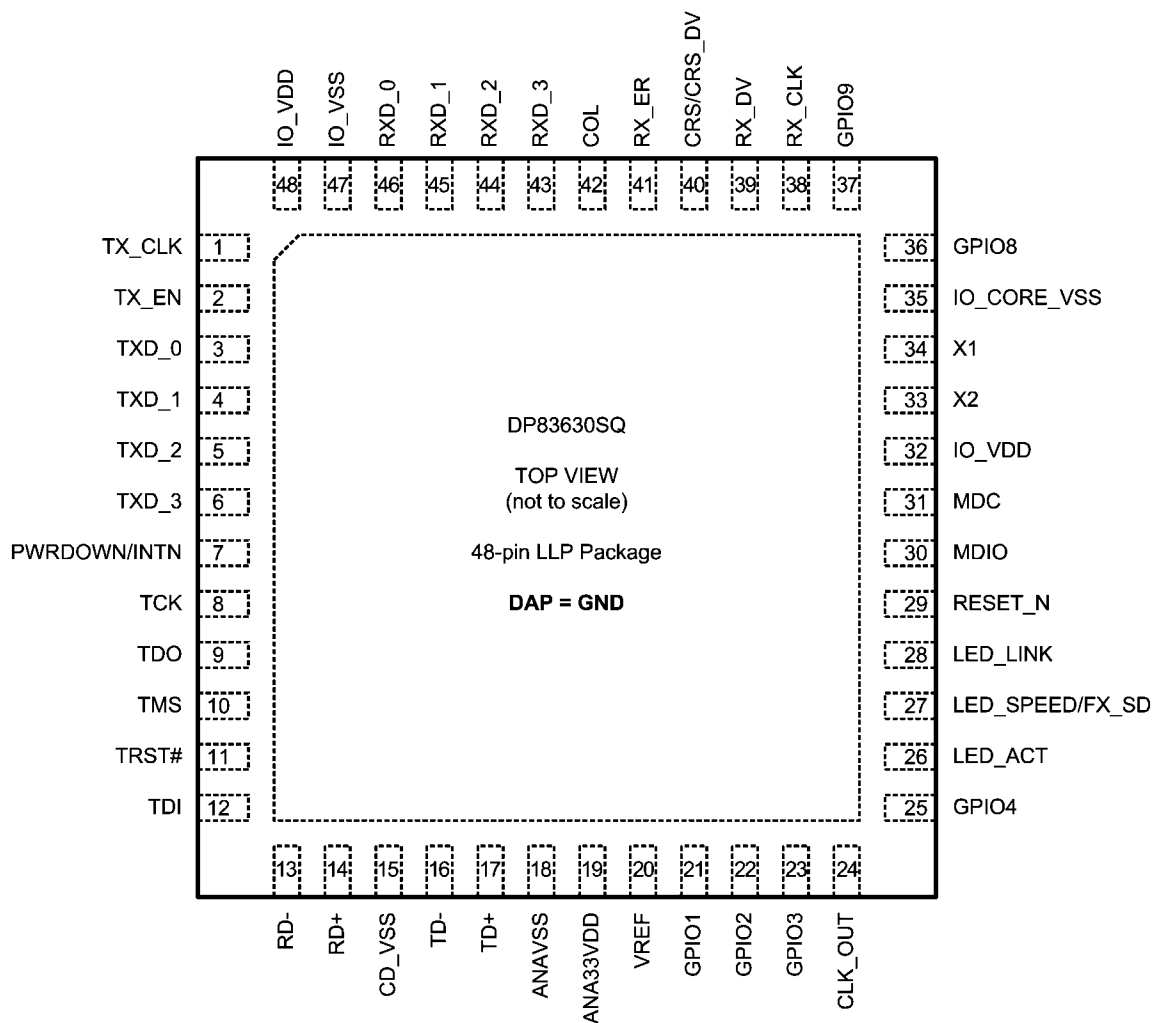 IO_VDD
IO_VSS
RXD_0
RXD_1
RXD_2
RXD_3
COL
RX_ER
CRS/CRS_DV
RX_DV
RX_CLK
GPIO9
48
47
46
45
44
43
42
41
40
39
38
37
TX_CLK 1
TX_EN 2
TXD_0 3
TXD_1 4
TXD_2 5
TXD_3 6
PWRDOWN/INTN 7
TCK 8
TDO 9
TMS 10
TRST# 11
TDI 12
DP83630SQ
TOP VIEW
(not to scale)
48-pin LLP Package
DAP = GND
36 GPIO8
35 IO_CORE_VSS
34 X1
33 X2
32 IO_VDD
31 MDC
30 MDIO
29 RESET_N
28 LED_LINK
27 LED_SPEED/FX_SD
26 LED_ACT
25 GPIO4
13
14
15
16
17
18
19
20
21
22
23
24
RD-
RD+
CD_VSS
TD-
TD+
ANAVSS
ANA33VDD
VREF
GPIO1
GPIO2
GPIO3
CLK_OUT